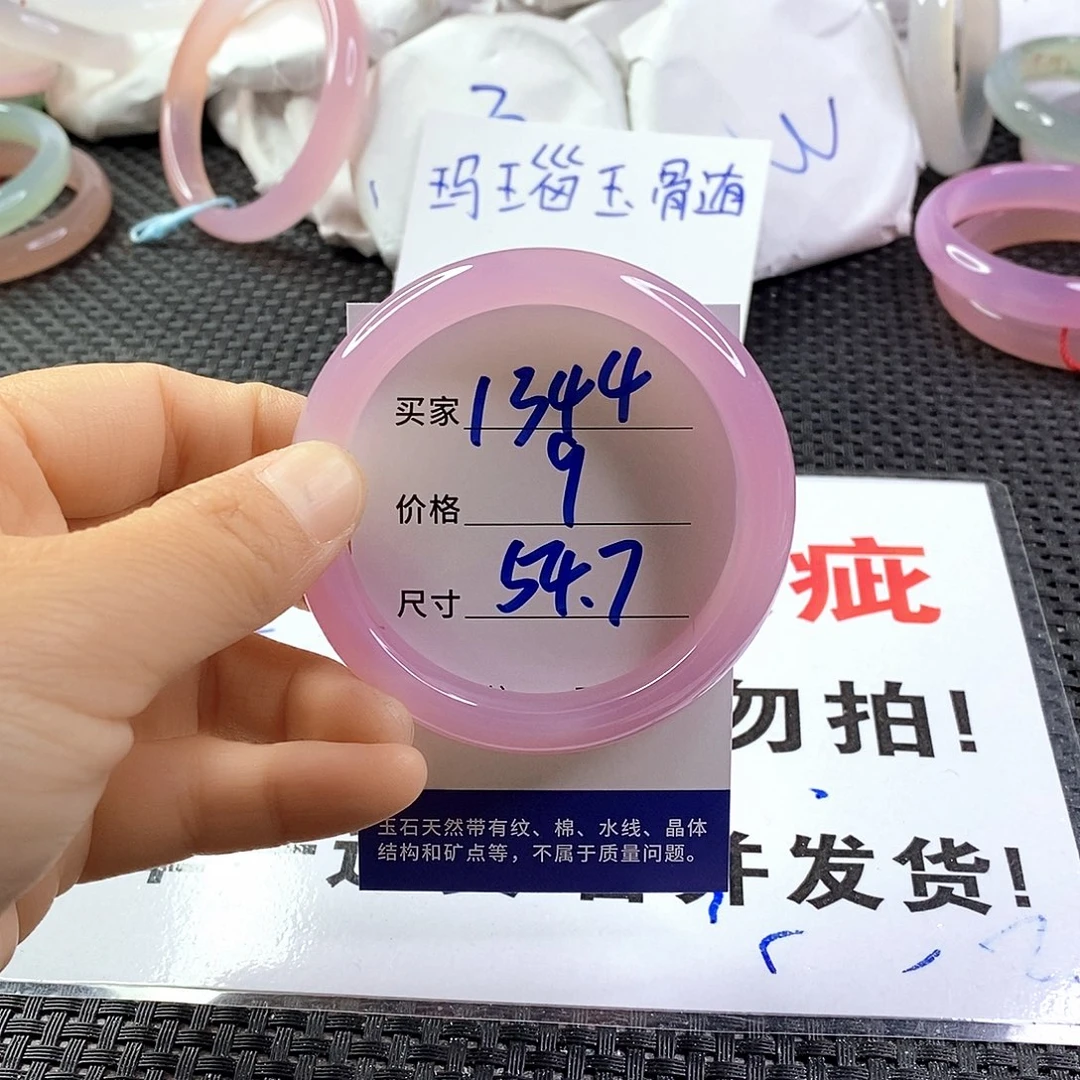 玛瑙玉骨髓
买家 1344
价格 9
尺寸 54.7
疵
勿拍!
玉石天然带有纹、棉、水线、晶体
结构和矿点等，不属于质量问题。
并发货!